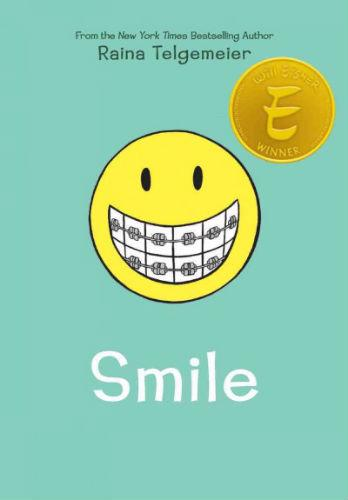 From the New York Times Bestselling Author
Raina Telgemeier
Will Eisner
E
WINNER
Smile